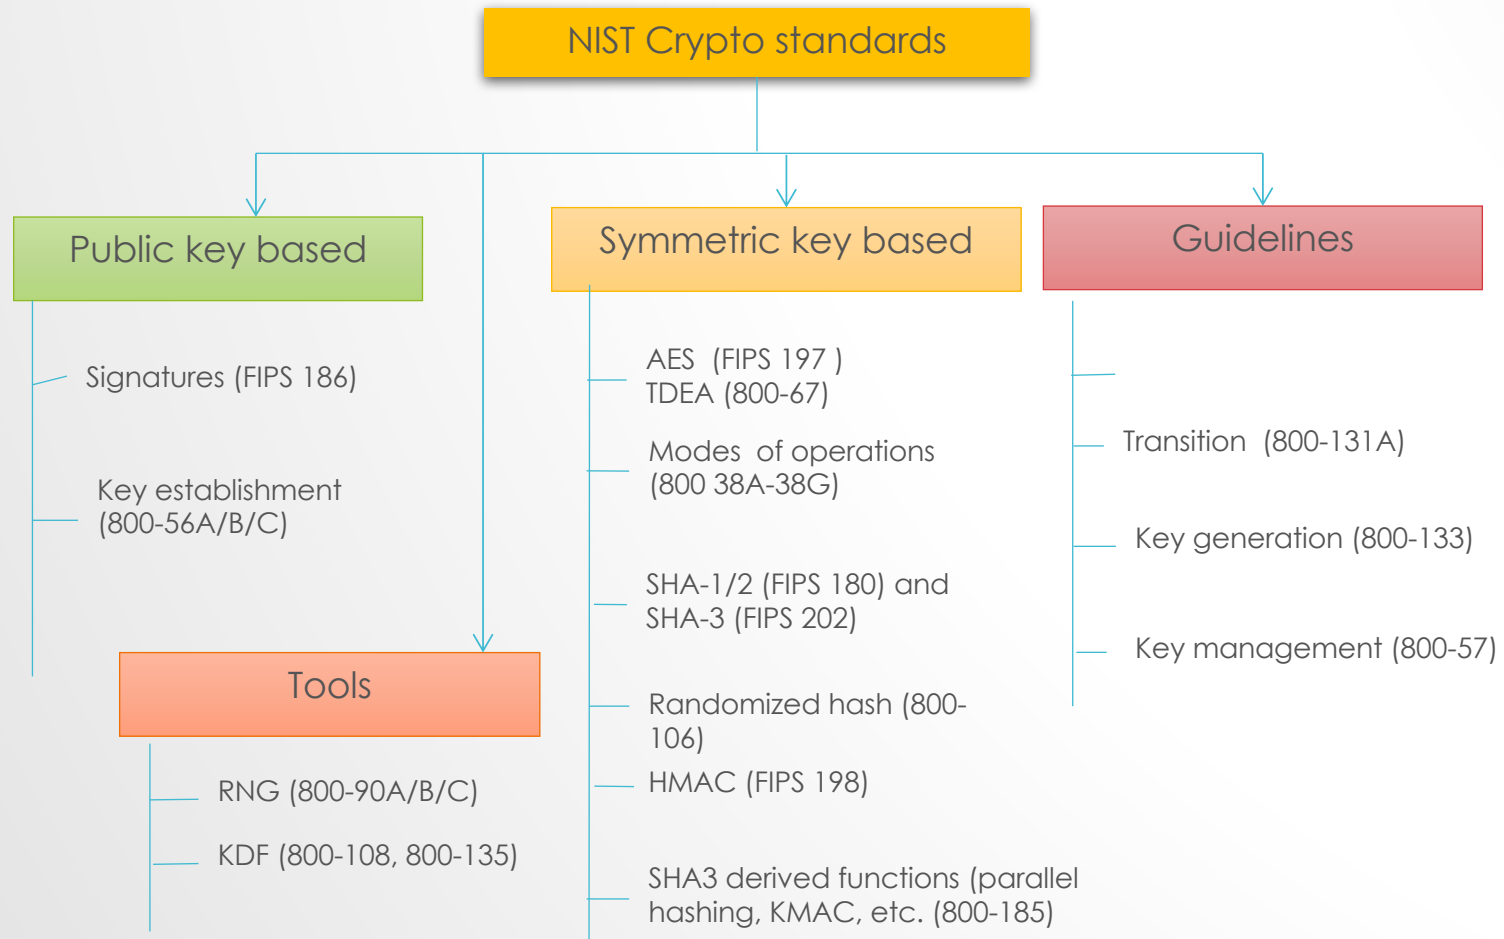 NIST Crypto standards
Public key based
Signatures (FIPS 186)
Key establishment
(800-56A/B/C)
Tools
RNG (800-90A/B/C)
KDF (800-108, 800-135)
Symmetric key based
AES  (FIPS 197 )
TDEA (800-67)
Modes  of operations
(800 38A-38G)
SHA-1/2 (FIPS 180) and
SHA-3 (FIPS 202)
Randomized hash (800-
106)
HMAC (FIPS 198)
SHA3 derived functions (parallel
hashing, KMAC, etc. (800-185)
Guidelines
Transition  (800-131A)
Key generation (800-133)
Key management (800-57)